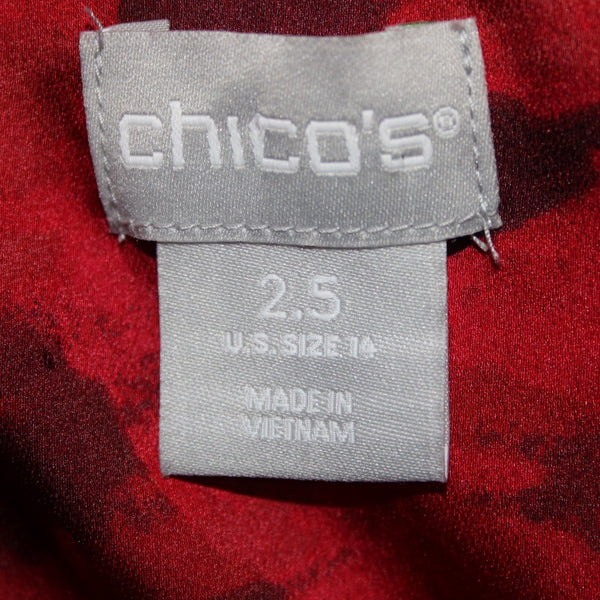 chico's®
2.5
U.S. SIZE 14
MADE IN
VIETNAM